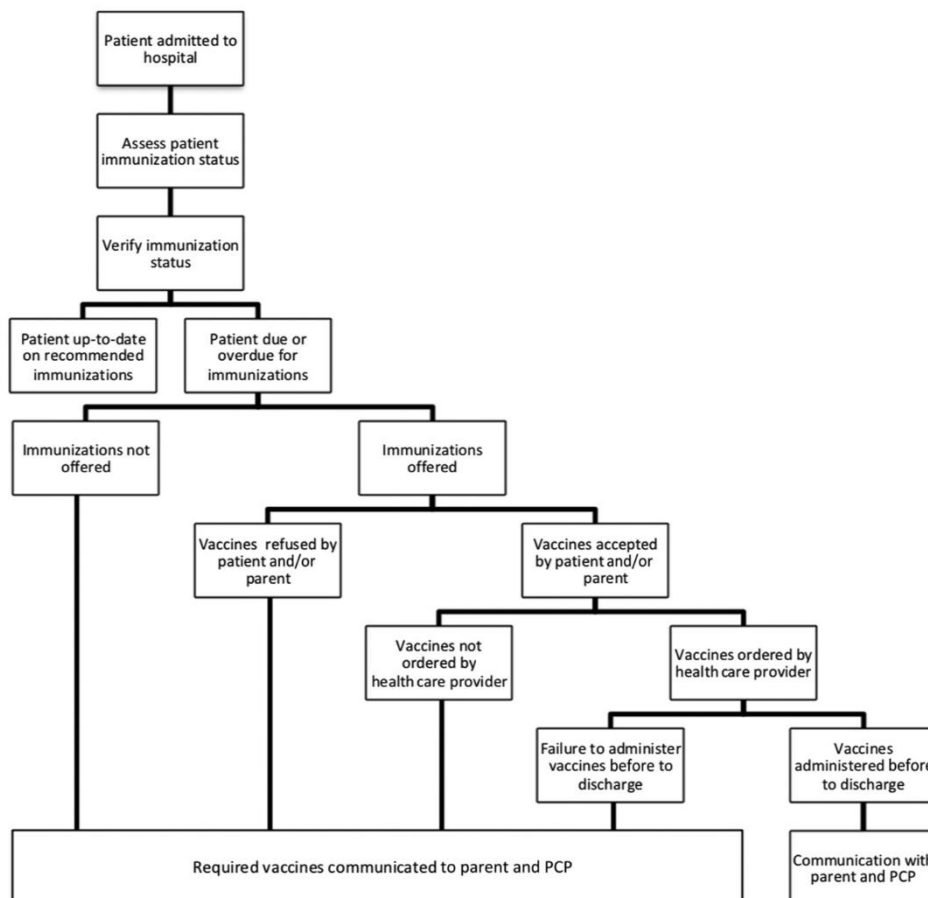 Patient admitted to
hospital
Assess patient
immunization status
Verify immunization
status
Patient up-to-date
on recommended
immunizations
Patient due or
overdue for
immunizations
Immunizations not
offered
Immunizations
offered
Vaccines refused by
patient and/or
parent
Vaccines accepted
by patient and/or
parent
Vaccines not
ordered by
health care provider
Vaccines ordered by
health care provider
Failure to administer
vaccines before to
discharge
Vaccines
administered before
to discharge
Required vaccines communicated to parent and PCP
Communication with
parent and PCP